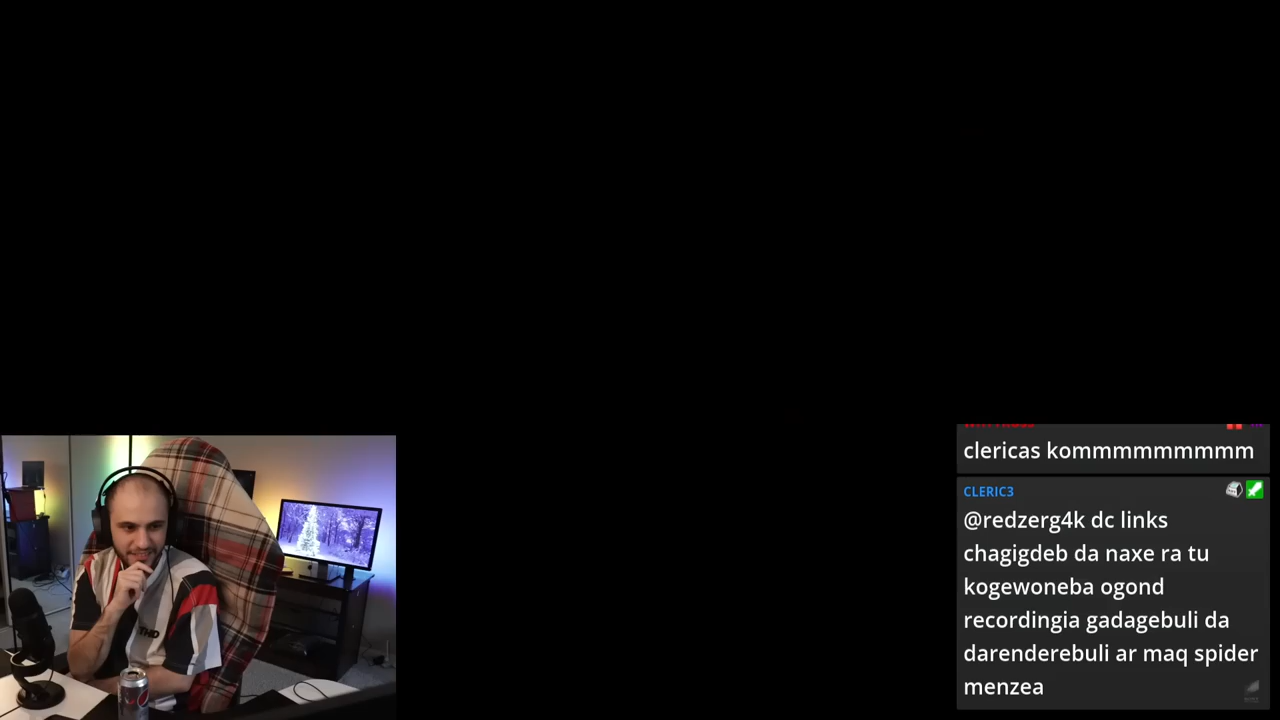 clericas kommmmmmmmm
CLERIC3
@redzerg4k dc links
chagigdeb da naxe ra tu
kogewoneba ogond
recordingia gadagebuli da
darenderebuli ar maq spider
menzea